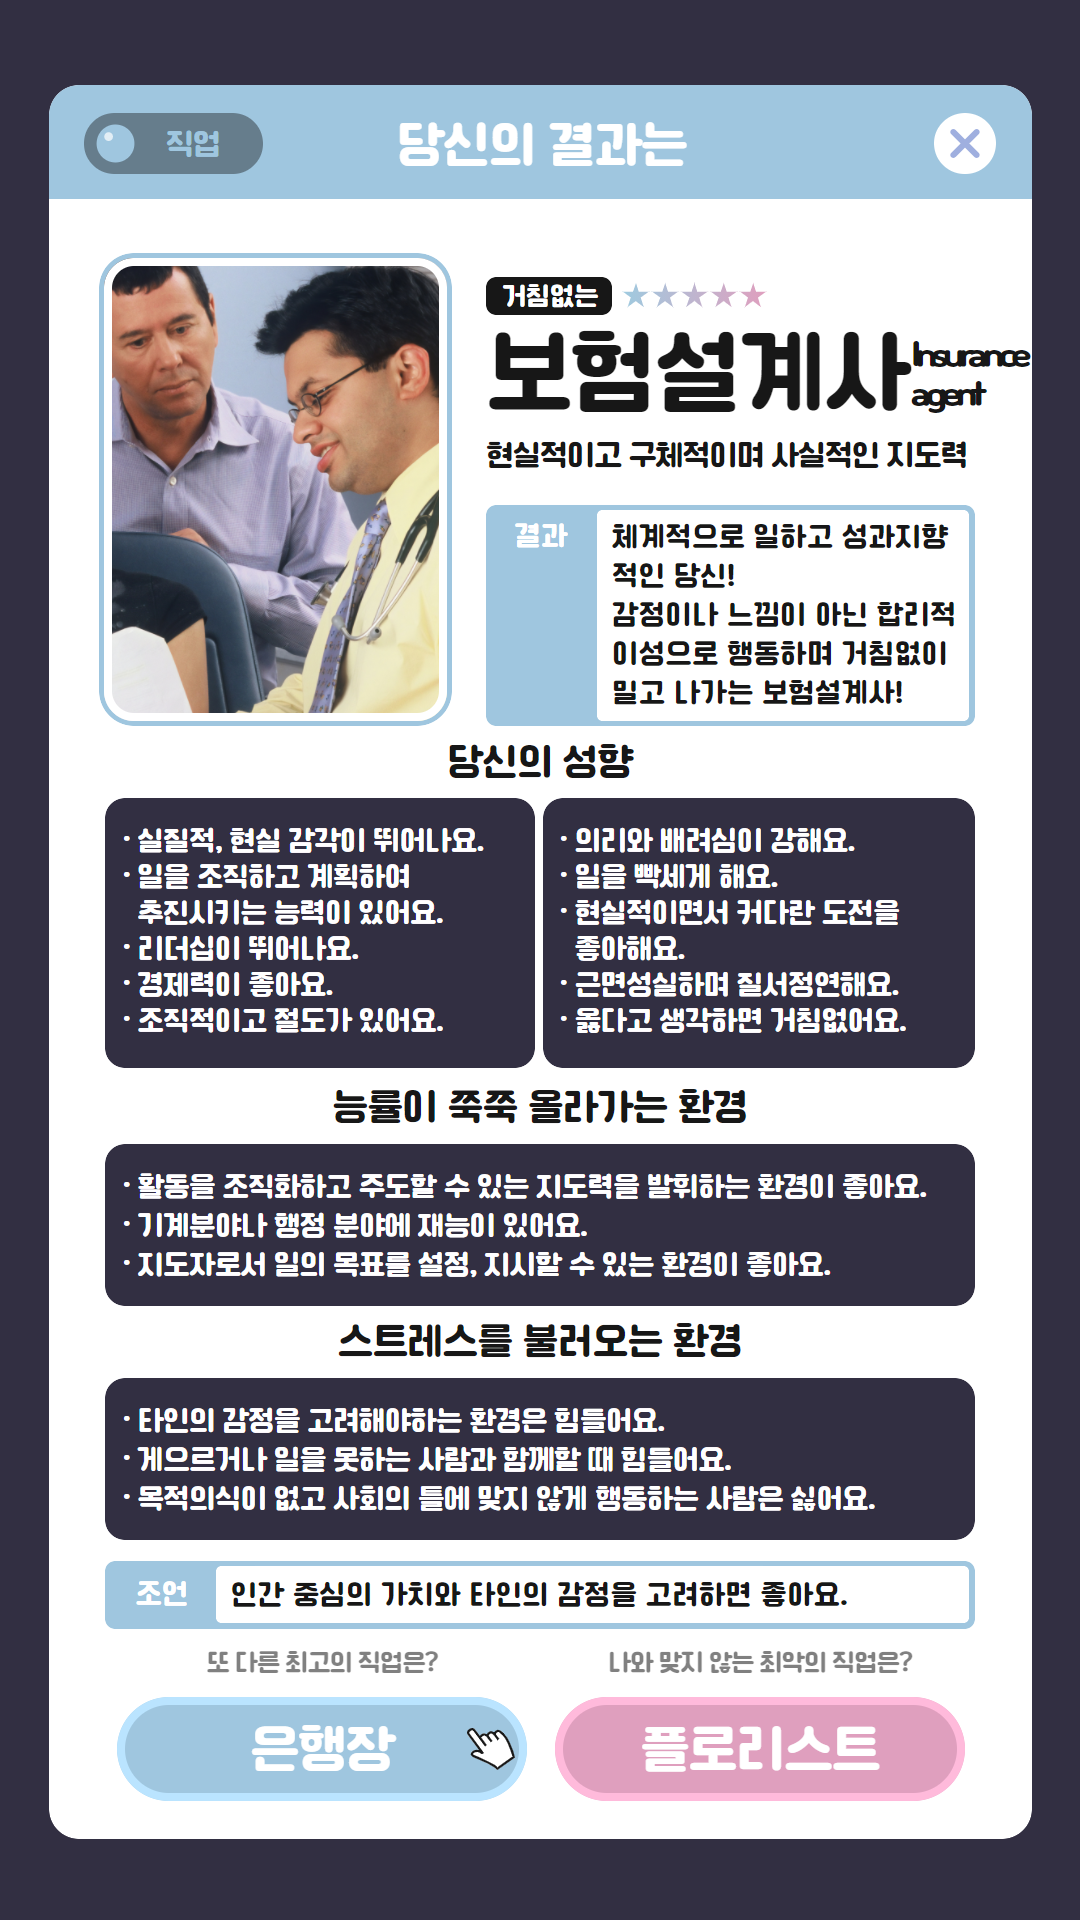 직업
당신의 결과는
거침없는
보험설계사
Insurance
agent
현실적이고 구체적이며 사실적인 지도력
결과
체계적으로 일하고 성과지향
적인 당신!
감정이나 느낌이 아닌 합리적
이성으로 행동하며 거침없이
밀고 나가는 보험설계사!
당신의 성향
· 실질적, 현실 감각이 뛰어나요.
· 일을 조직하고 계획하여
추진시키는 능력이 있어요.
· 리더십이 뛰어나요.
· 경제력이 좋아요.
· 조직적이고 절도가 있어요.
· 의리와 배려심이 강해요.
· 일을 빡세게 해요.
· 현실적이면서 커다란 도전을
좋아해요.
· 근면성실하며 질서정연해요.
· 옳다고 생각하면 거침없어요.
능률이 쭉쭉 올라가는 환경
· 활동을 조직화하고 주도할 수 있는 지도력을 발휘하는 환경이 좋아요.
· 기계분야나 행정 분야에 재능이 있어요.
· 지도자로서 일의 목표를 설정, 지시할 수 있는 환경이 좋아요.
스트레스를 불러오는 환경
· 타인의 감정을 고려해야하는 환경은 힘들어요.
· 게으르거나 일을 못하는 사람과 함께할 때 힘들어요.
· 목적의식이 없고 사회의 틀에 맞지 않게 행동하는 사람은 싫어요.
조언
인간 중심의 가치와 타인의 감정을 고려하면 좋아요.
또 다른 최고의 직업은?
나와 맞지 않는 최악의 직업은?
은행장
플로리스트